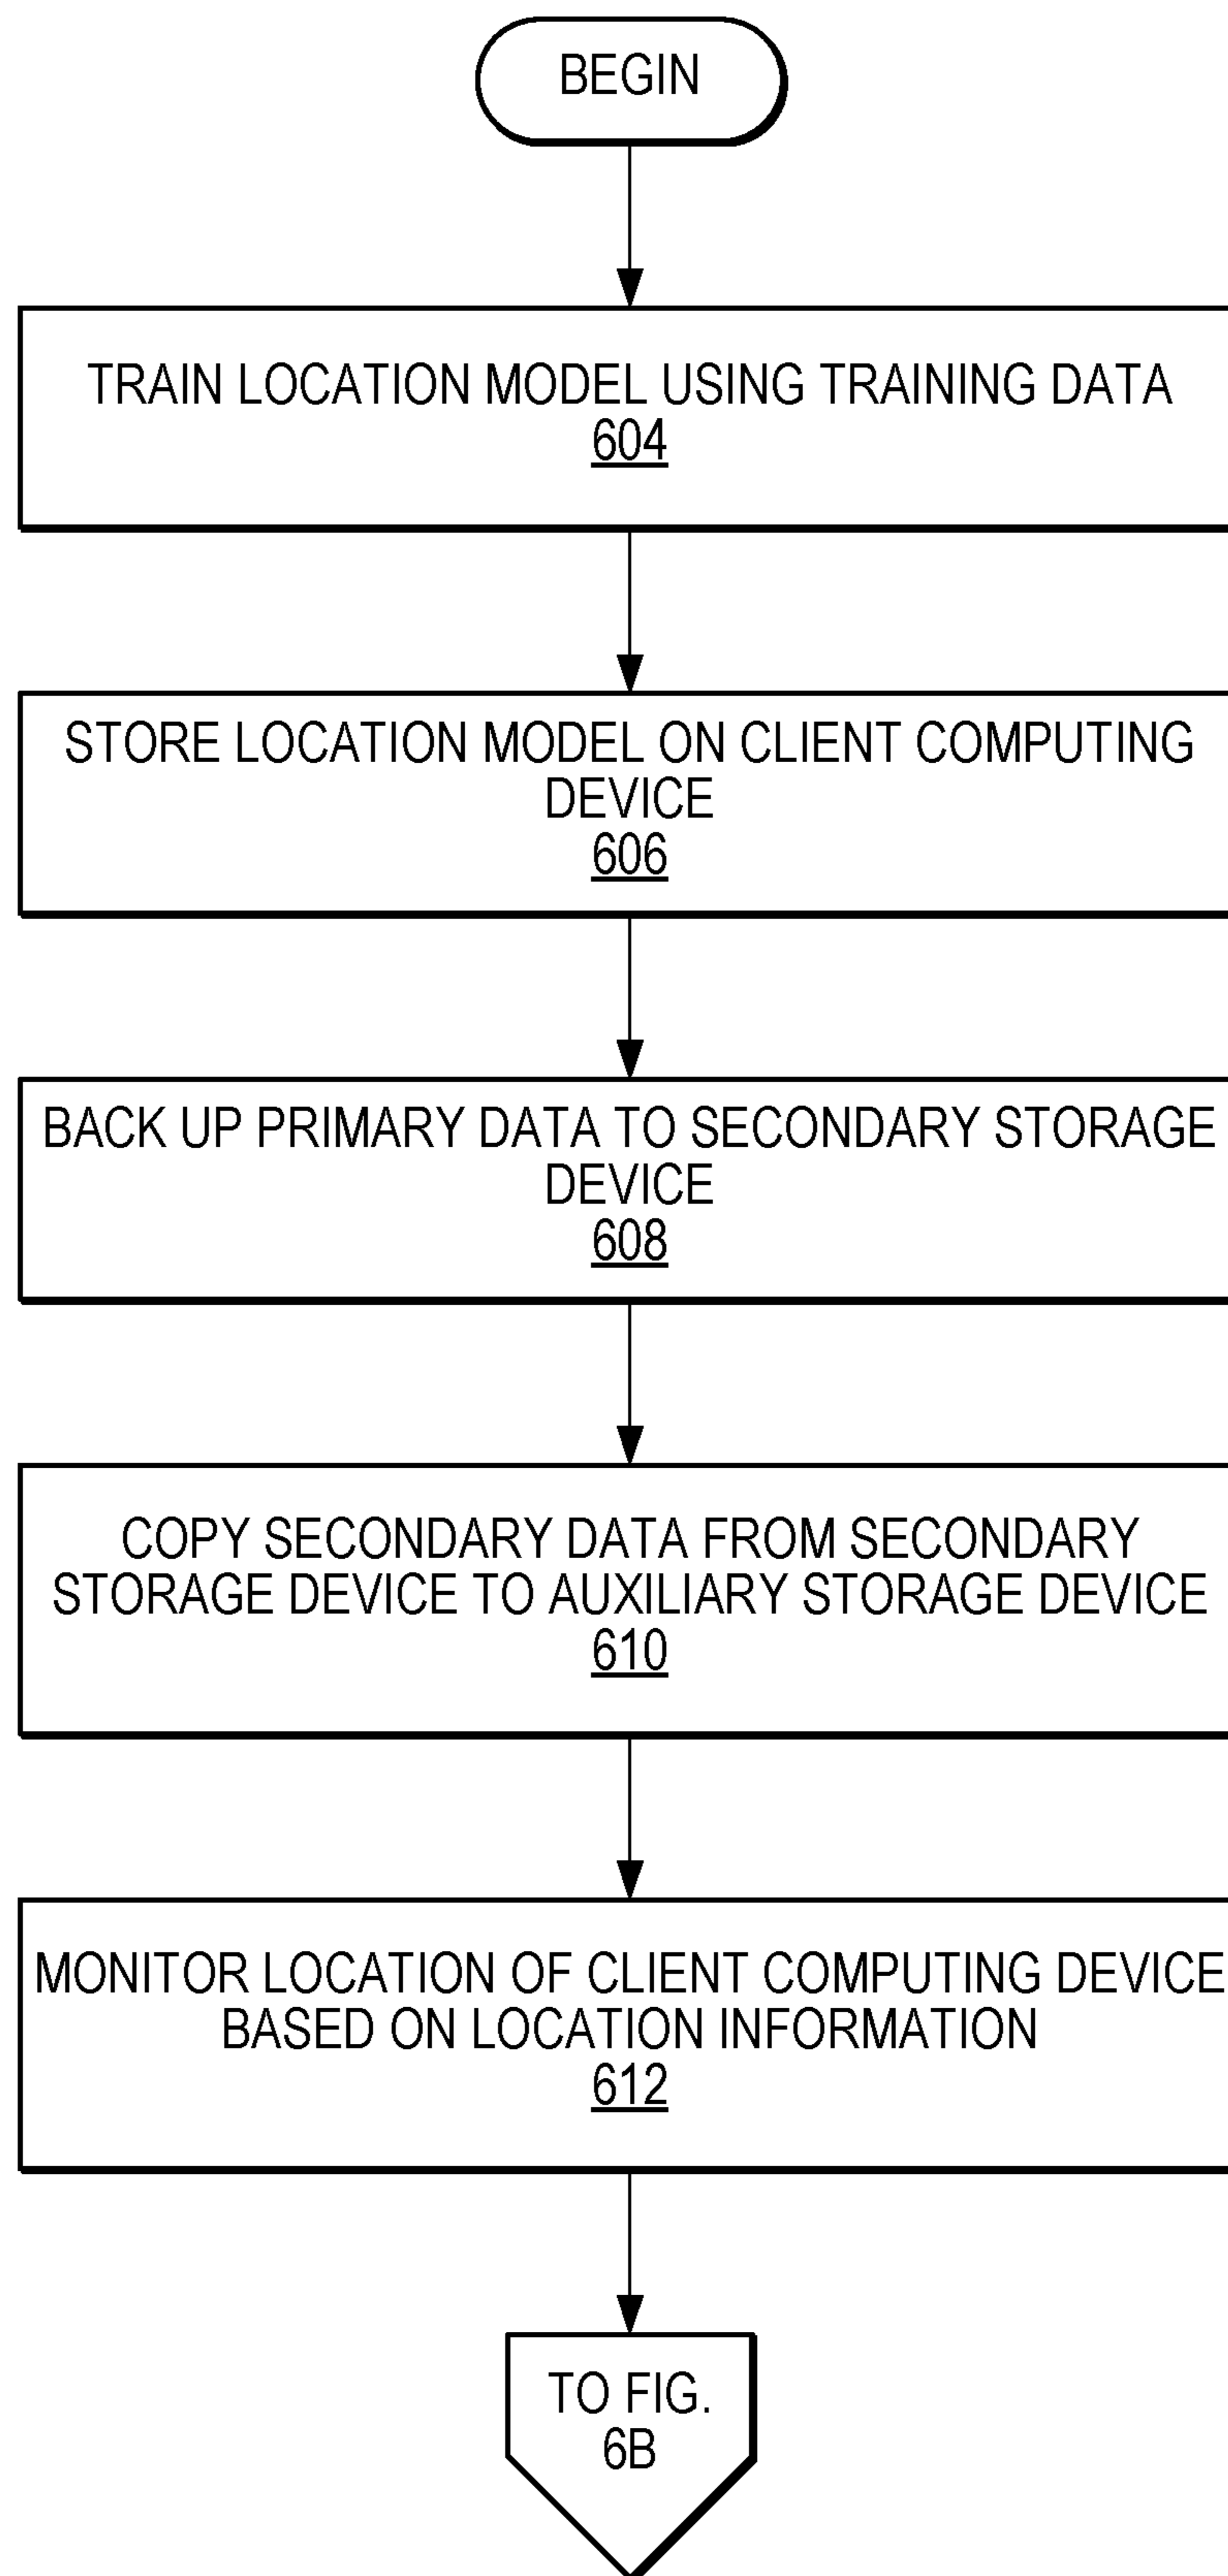 BEGIN
TRAIN LOCATION MODEL USING TRAINING DATA
604
STORE LOCATION MODEL ON CLIENT COMPUTING
DEVICE
606
BACK UP PRIMARY DATA TO SECONDARY STORAGE
DEVICE
608
COPY SECONDARY DATA FROM SECONDARY
STORAGE DEVICE TO AUXILIARY STORAGE DEVICE
610
MONITOR LOCATION OF CLIENT COMPUTING DEVICE
BASED ON LOCATION INFORMATION
612
TO FIG.
6B